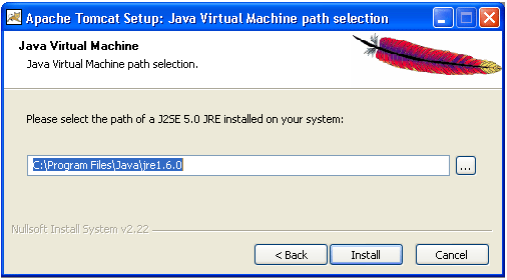 Apache Tomcat Setup: Java Virtual Machine path selection
Java Virtual Machine
Java Virtual Machine path selection.
Please select the path of a J2SE 5.0 JRE installed on your system:
C:\Program Files\Java\jre1.6.0
...
Nullsoft Install System v2.22
< Back Install Cancel